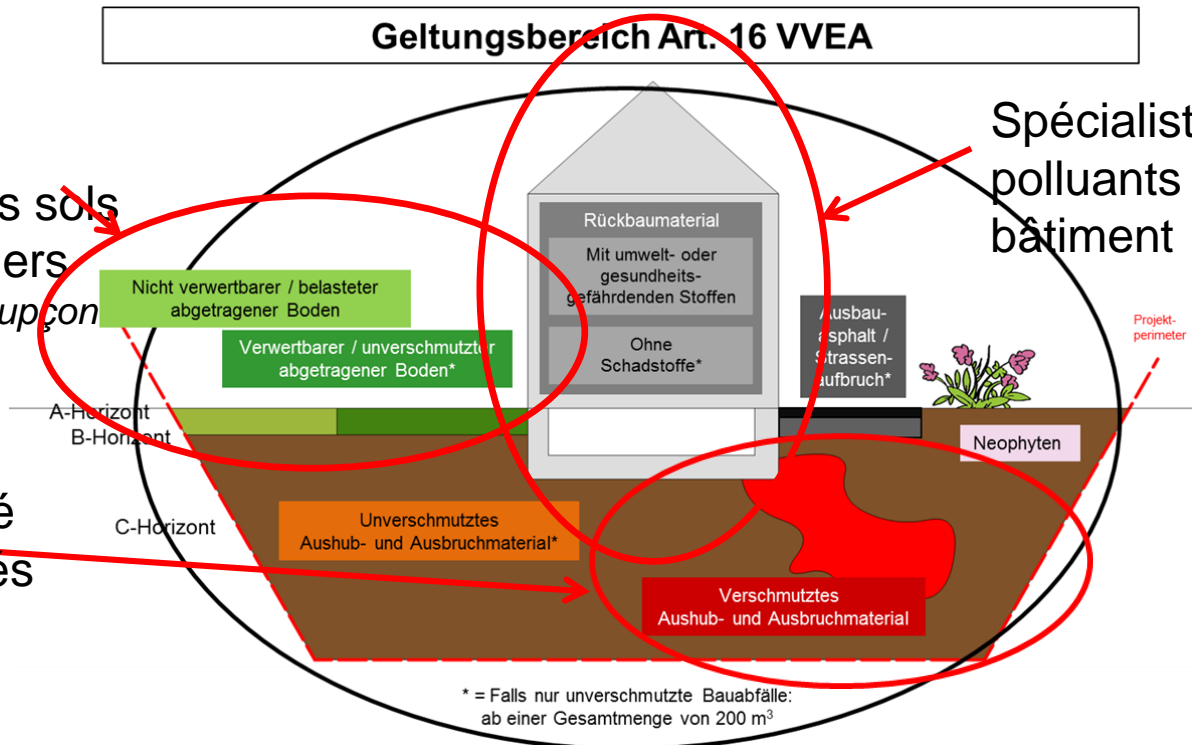 Geltungsbereich Art. 16 VVEA
Spécialist
polluants
bâtiment
s sols
ers
upçon
Nicht verwertbarer / belasteter
abgetragener Boden
Verwertbarer / unverschmutzter
abgetragener Boden*
Rückbaumaterial
Mit umwelt- oder
gesundheits-
gefährdenden Stoffen
Ohne
Schadstoffe*
Ausbau-
asphalt /
Strassen-
aufbruch*
Projekt-
perimeter
A-Horizont
B-Horizont
Neophyten
é
es
C-Horizont
Unverschmutztes
Aushub- und Ausbruchmaterial*
Verschmutztes
Aushub- und Ausbruchmaterial
* = Falls nur unverschmutzte Bauabfälle:
ab einer Gesamtmenge von 200 m³